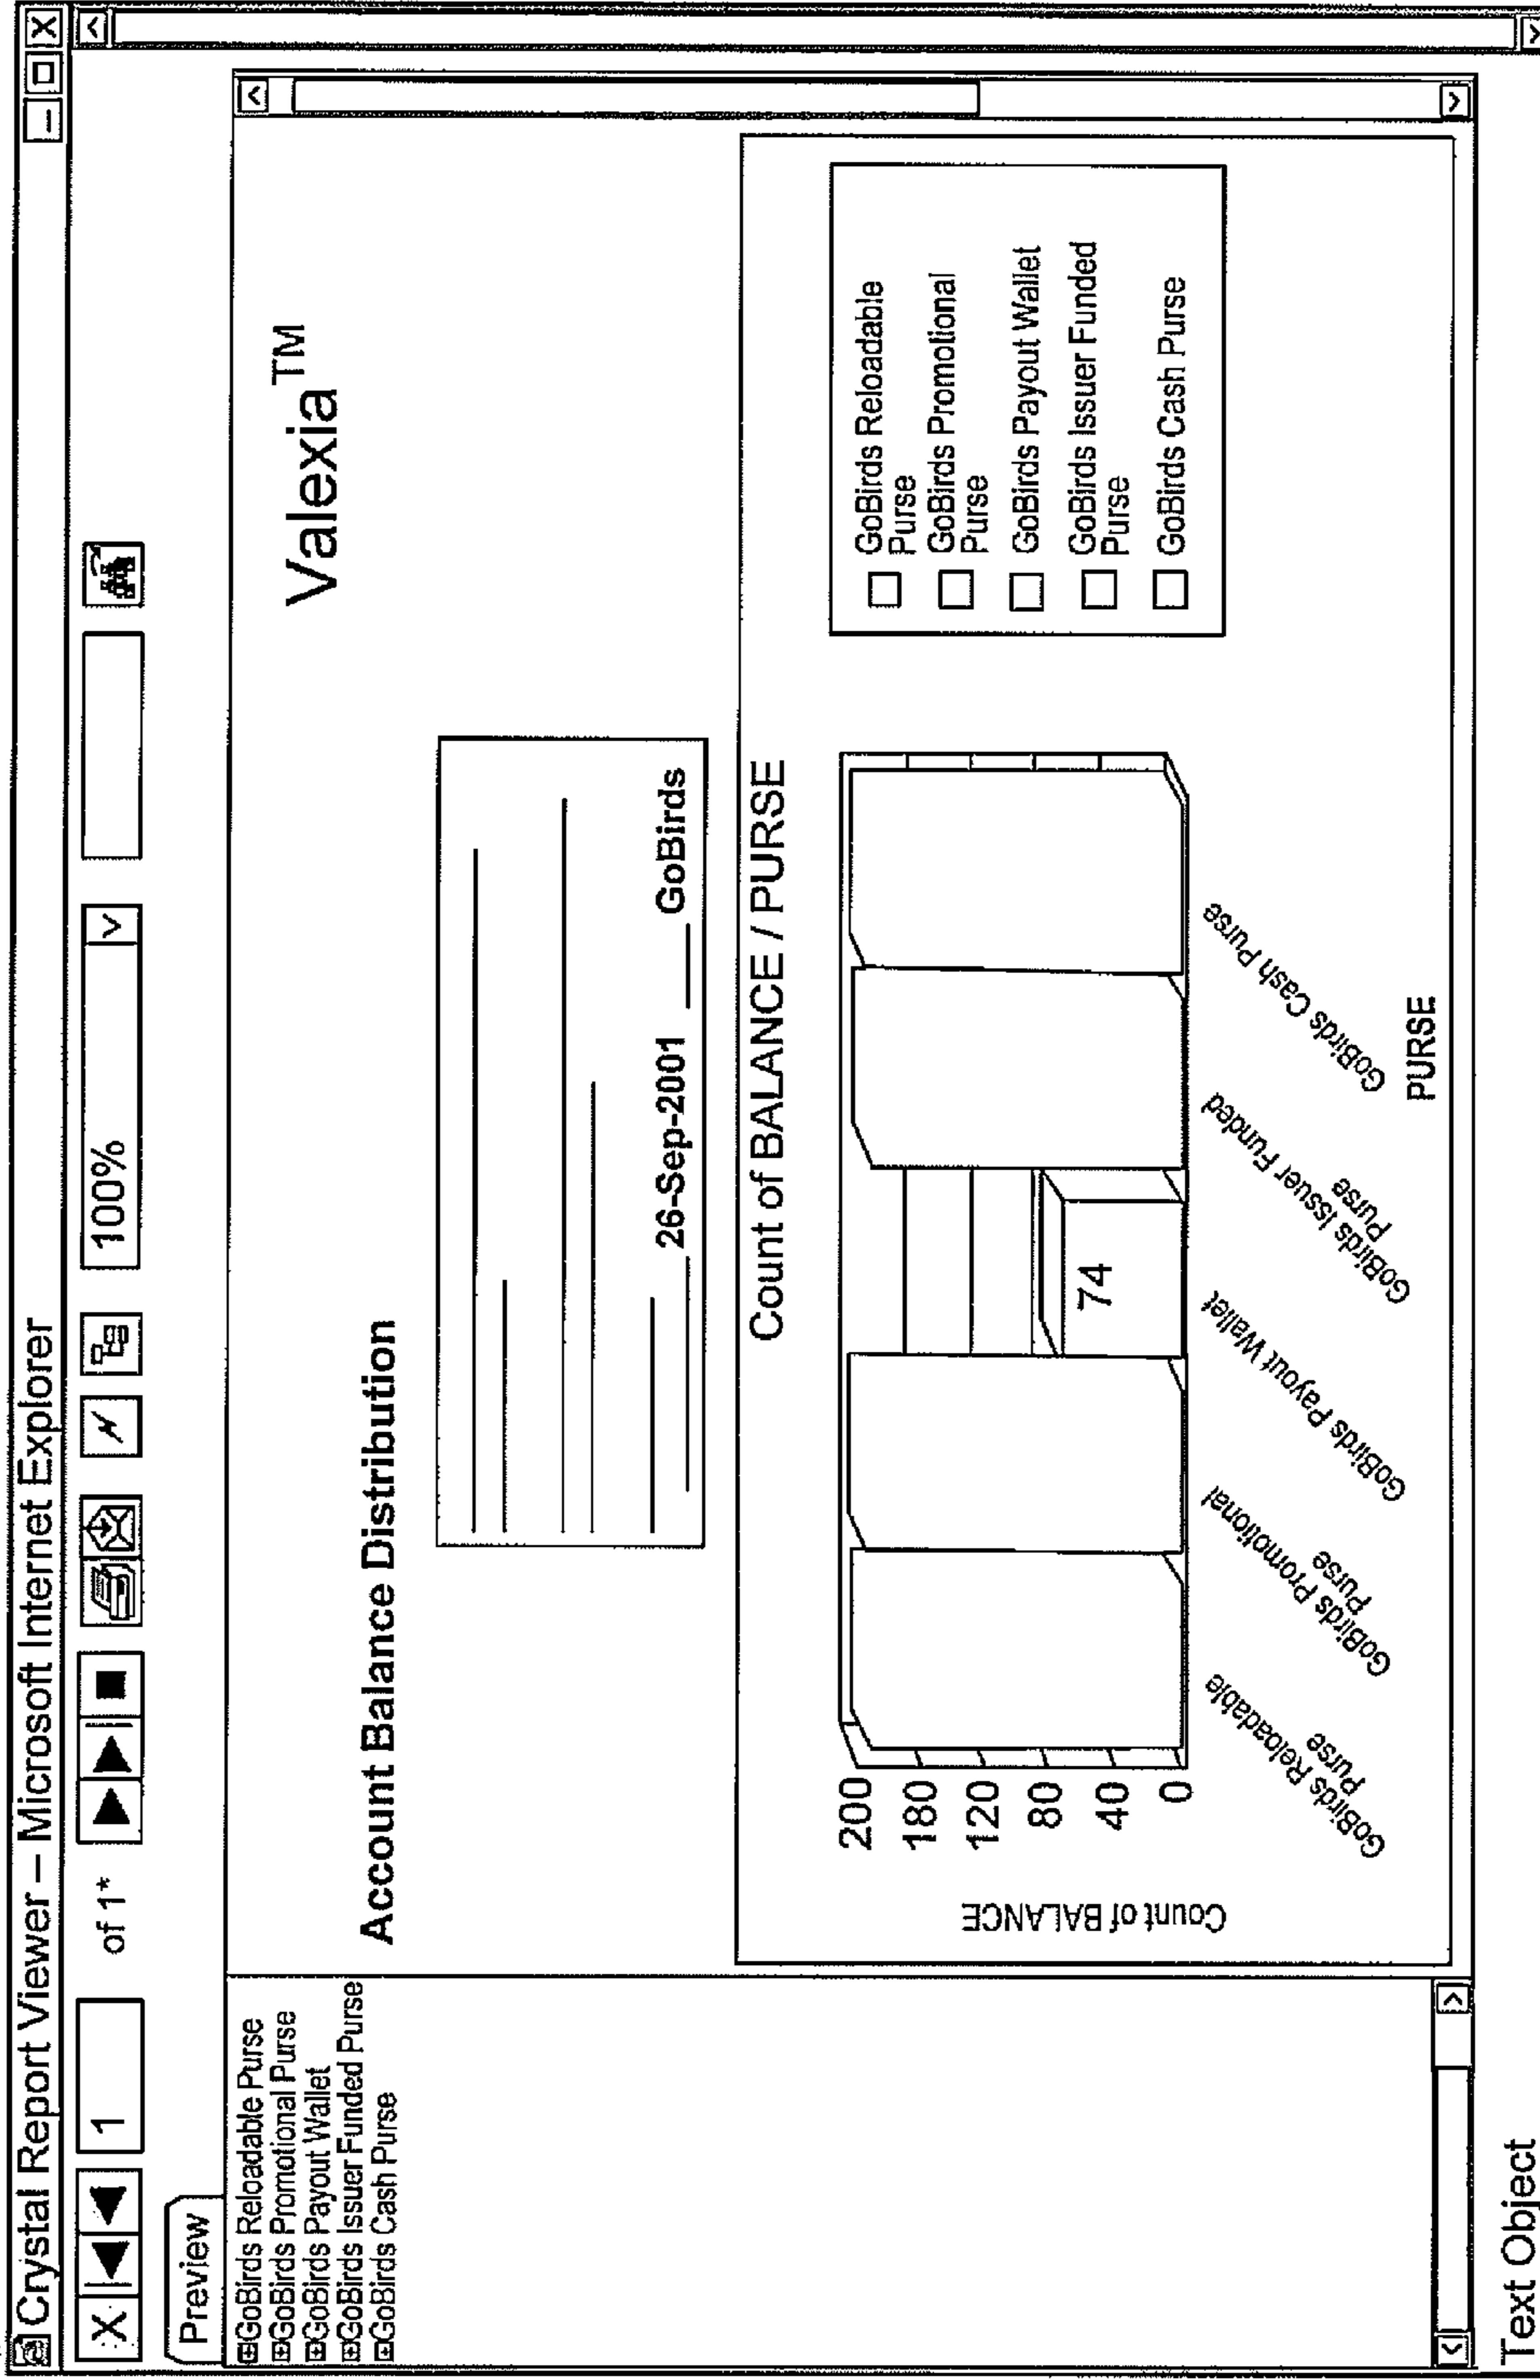 Crystal Report Viewer – Microsoft Internet Explorer
X
1
of 1*
100%
Preview
GoBirds Reloadable Purse
GoBirds Promotional Purse
GoBirds Payout Wallet
GoBirds Issuer Funded Purse
GoBirds Cash Purse
Valexia™
Account Balance Distribution
26-Sep-2001
GoBirds
Count of BALANCE / PURSE
Count of BALANCE
200
180
120
80
40
0
74
GoBirds Reloadable
Purse
GoBirds Promotional
Purse
GoBirds Payout Wallet
GoBirds Issuer Funded
Purse
GoBirds Cash Purse
PURSE
GoBirds Reloadable
Purse
GoBirds Promotional
Purse
GoBirds Payout Wallet
GoBirds Issuer Funded
Purse
GoBirds Cash Purse
Text Object